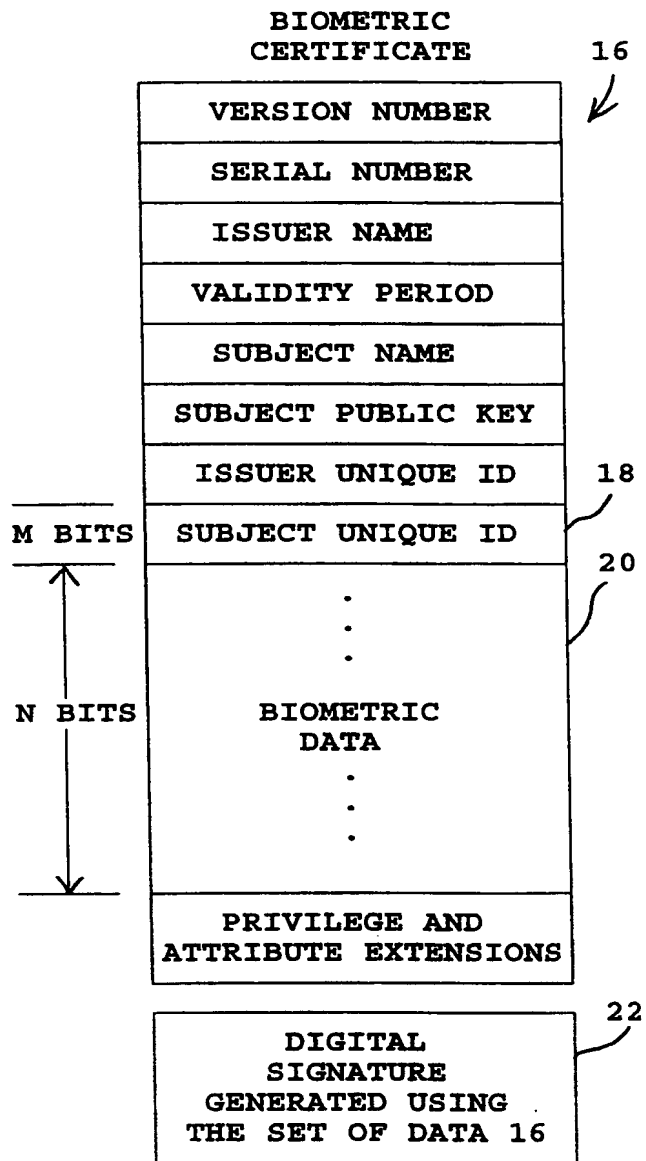 BIOMETRIC
CERTIFICATE
16
VERSION NUMBER
SERIAL NUMBER
ISSUER NAME
VALIDITY PERIOD
SUBJECT NAME
SUBJECT PUBLIC KEY
ISSUER UNIQUE ID
18
M BITS
SUBJECT UNIQUE ID
20
N BITS
BIOMETRIC
DATA
PRIVILEGE AND
ATTRIBUTE EXTENSIONS
22
DIGITAL
SIGNATURE
GENERATED USING
THE SET OF DATA 16